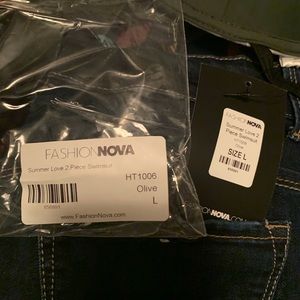 FASHIONNOVA
Summer Love 2 Piece Swimsuit
HT1006
Olive
L
www.FashionNova.com
FASHIONNOVA
Summer Love 2
Piece Swimsuit
SIZE L